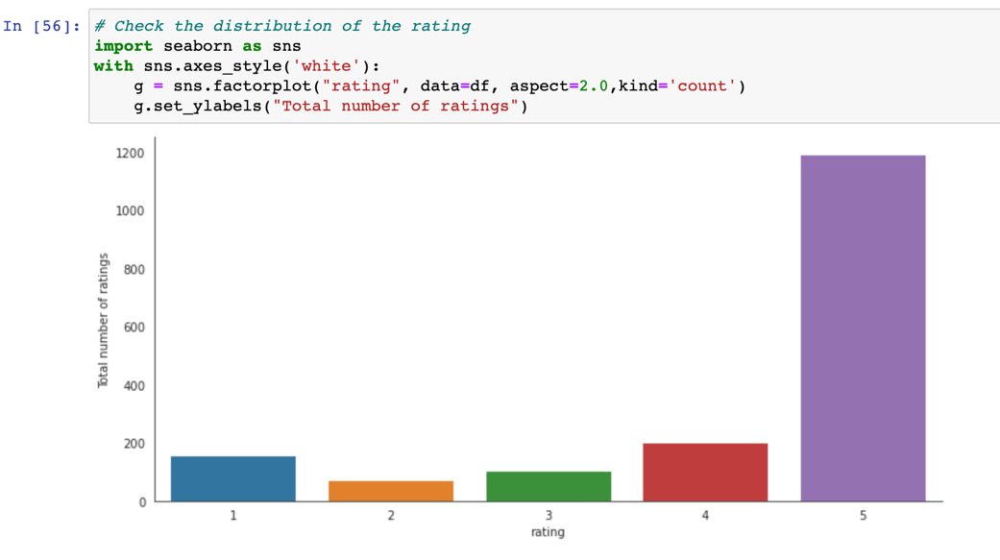 In [56]: # Check the distribution of the rating
import seaborn as sns
with sns.axes_style('white'):
    g = sns.factorplot("rating", data=df, aspect=2.0,kind='count')
    g.set_ylabels("Total number of ratings")
1200
1000
800
600
400
200
0
Total number of ratings
1 2 3 4 5
rating